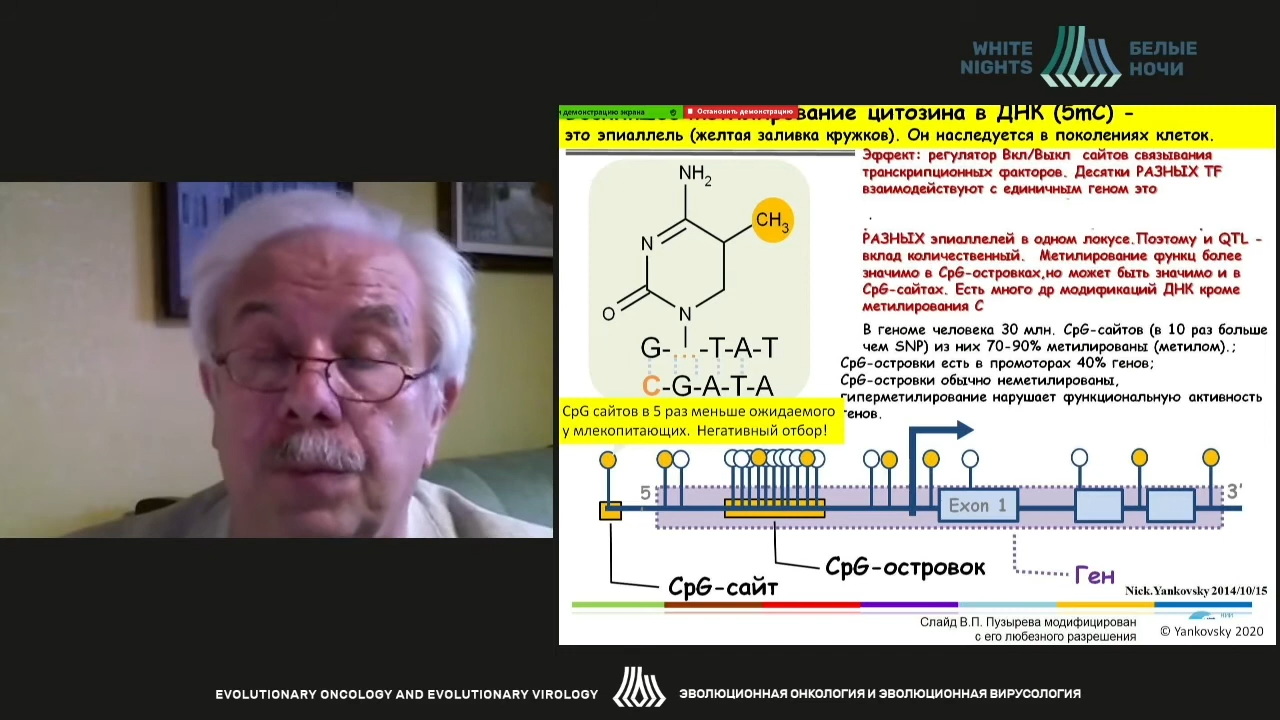 WHITE
NIGHTS
БЕЛЫЕ
НОЧИ
демонстрацию экрана
Остановить демонстрацию
цитозина в ДНК (5mC) -
это эпиаллель (желтая заливка кружков). Он наследуется в поколениях клеток.
NH2
CH3
N
O
N
G- -T-A-T
C-G-A-T-A
Эффект: регулятор Вкл/Выкл сайтов связывания
транскрипционных факторов. Десятки РАЗНЫХ TF
взаимодействуют с единичным геном это
.
РАЗНЫХ эпиаллелей в одном локусе.Поэтому и QTL -
вклад количественный. Метилирование функц более
значимо в CpG-островках,но может быть значимо и в
CpG-сайтах. Есть много др модификаций ДНК кроме
метилирования С
В геноме человека 30 млн. CpG-сайтов (в 10 раз больше
чем SNP) из них 70-90% метилированы (метилом).;
CpG-островки есть в промоторах 40% генов;
CpG-островки обычно неметилированы,
гиперметилирование нарушает функциональную активность
генов.
CpG сайтов в 5 раз меньше ожидаемого
у млекопитающих. Негативный отбор!
5
3'
Exon 1
CpG-сайт
CpG-островок
Ген
Nick.Yankovsky 2014/10/15
Слайд В.П. Пузырева модифицирован
с его любезного разрешения
© Yankovsky 2020
EVOLUTIONARY ONCOLOGY AND EVOLUTIONARY VIROLOGY
ЭВОЛЮЦИОННАЯ ОНКОЛОГИЯ И ЭВОЛЮЦИОННАЯ ВИРУСОЛОГИЯ